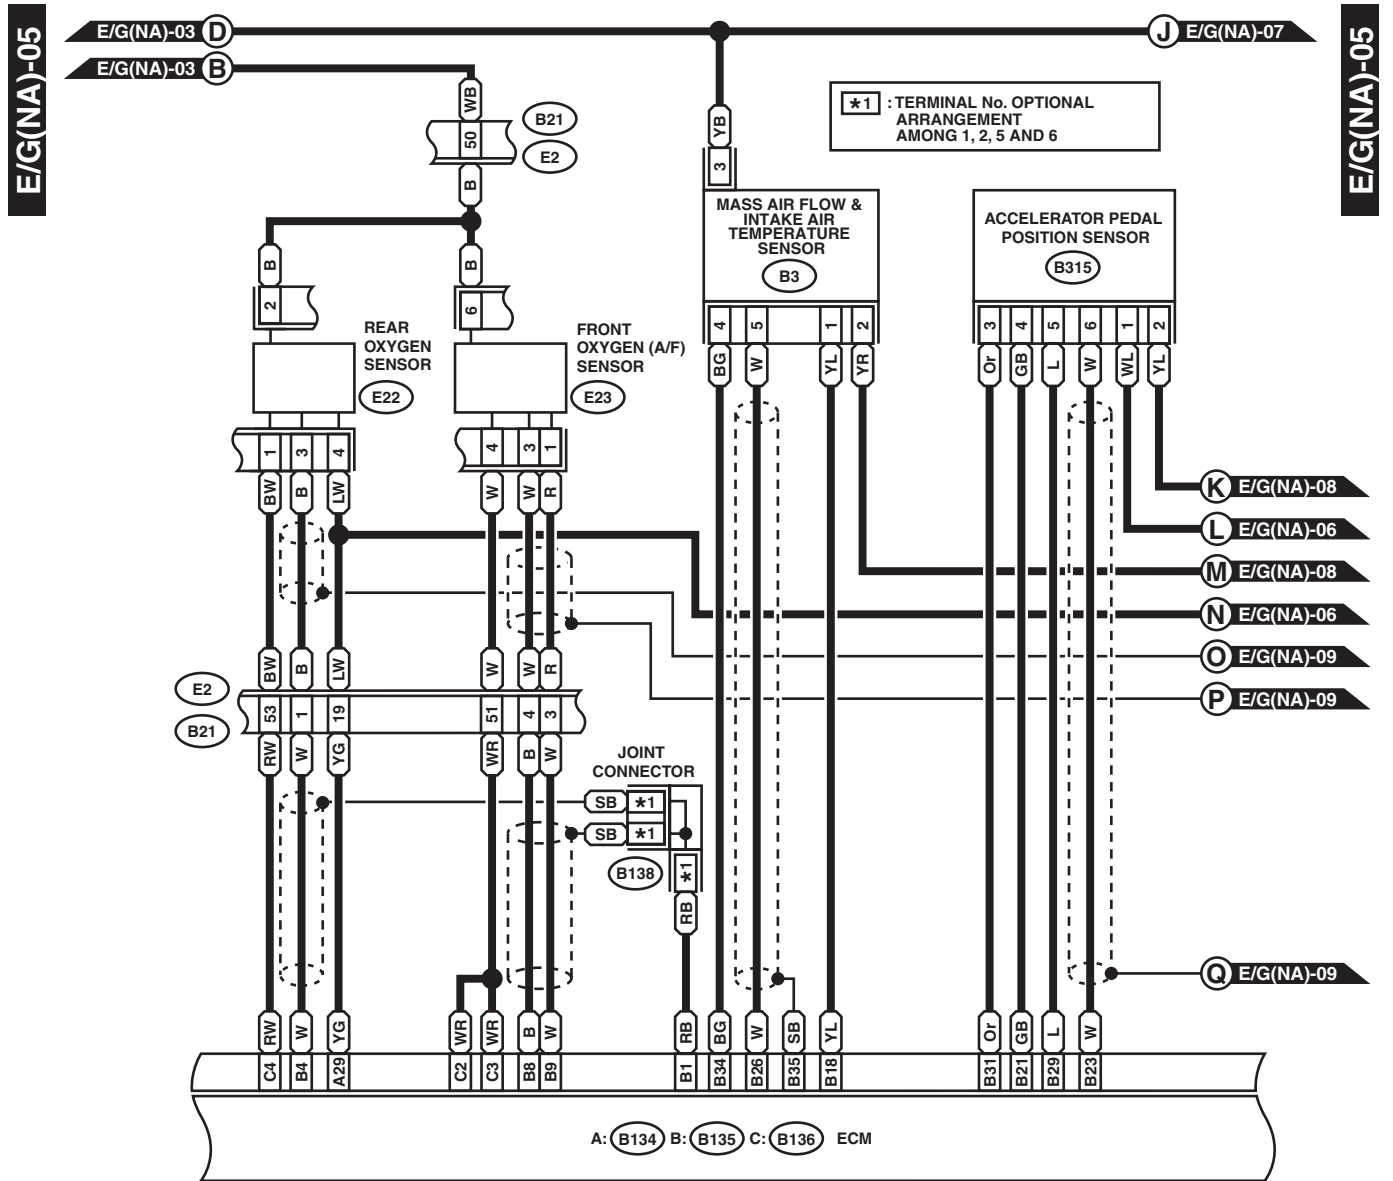 E/G(NA)-05
E/G(NA)-05
E/G(NA)-03 D
J E/G(NA)-07
E/G(NA)-03 B
WB
50
B21
E2
B
YB
3
*1 : TERMINAL No. OPTIONAL
ARRANGEMENT
AMONG 1, 2, 5 AND 6
MASS AIR FLOW &
INTAKE AIR
TEMPERATURE
SENSOR
B3
ACCELERATOR PEDAL
POSITION SENSOR
B315
B
B
2
6
REAR
OXYGEN
SENSOR
E22
FRONT
OXYGEN (A/F)
SENSOR
E23
4 5 1 2
3 4 5 6 1 2
BG W YL YR
Or GB L W WL YL
1 3 4
4 3 1
BW B LW
W W R
K E/G(NA)-08
L E/G(NA)-06
M E/G(NA)-08
N E/G(NA)-06
O E/G(NA)-09
P E/G(NA)-09
BW B LW
W W R
E2
B21
53 1 19
51 4 3
RW W YG
WR B W
JOINT
CONNECTOR
SB *1
SB *1
B138
*1
RB
Q E/G(NA)-09
RW W YG WR WR B W RB BG W SB YL Or GB L W
C4 B4 A29 C2 C3 B8 B9 B1 B34 B26 B35 B18 B31 B21 B29 B23
A: B134 B: B135 C: B136 ECM